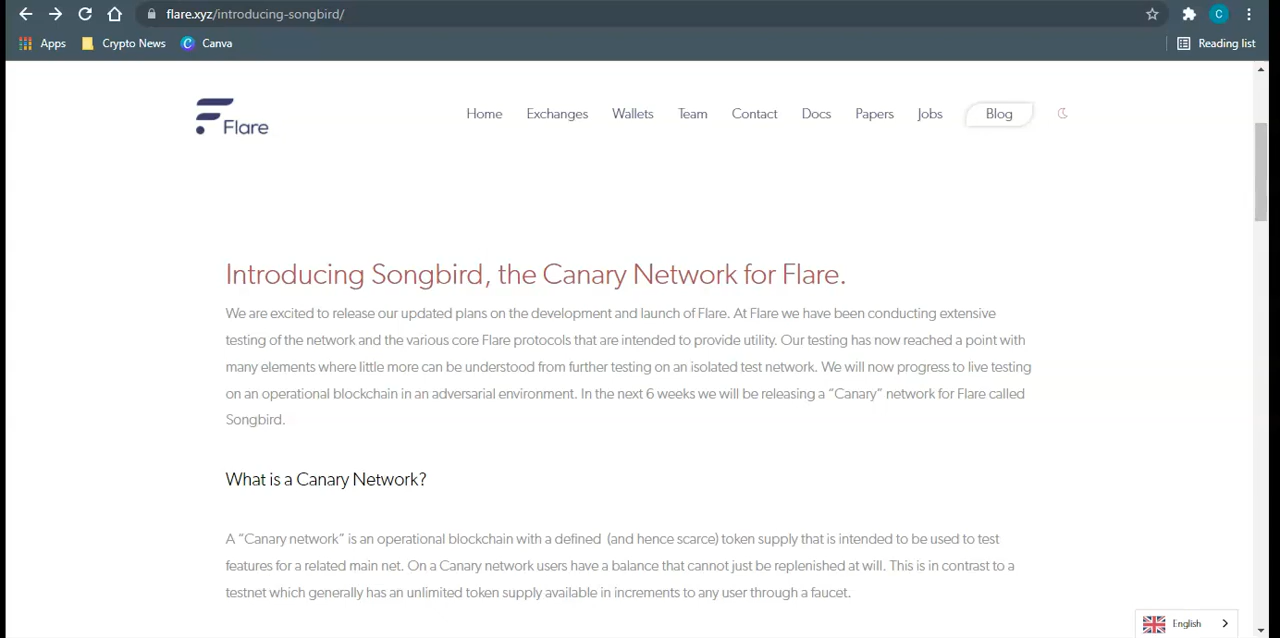 flare.xyz/introducing-songbird/
C
Apps
Crypto News
C
Canva
Reading list
Flare
Home
Exchanges
Wallets
Team
Contact
Docs
Papers
Jobs
Blog
Introducing Songbird, the Canary Network for Flare.
We are excited to release our updated plans on the development and launch of Flare. At Flare we have been conducting extensive
testing of the network and the various core Flare protocols that are intended to provide utility. Our testing has now reached a point with
many elements where little more can be understood from further testing on an isolated test network. We will now progress to live testing
on an operational blockchain in an adversarial environment. In the next 6 weeks we will be releasing a “Canary” network for Flare called
Songbird.
What is a Canary Network?
A “Canary network” is an operational blockchain with a defined (and hence scarce) token supply that is intended to be used to test
features for a related main net. On a Canary network users have a balance that cannot just be replenished at will. This is in contrast to a
testnet which generally has an unlimited token supply available in increments to any user through a faucet.
English